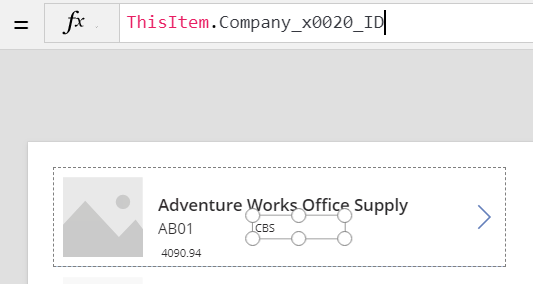 = fx ThisItem.Company_x0020_ID
Adventure Works Office Supply
AB01 CBS
4090.94